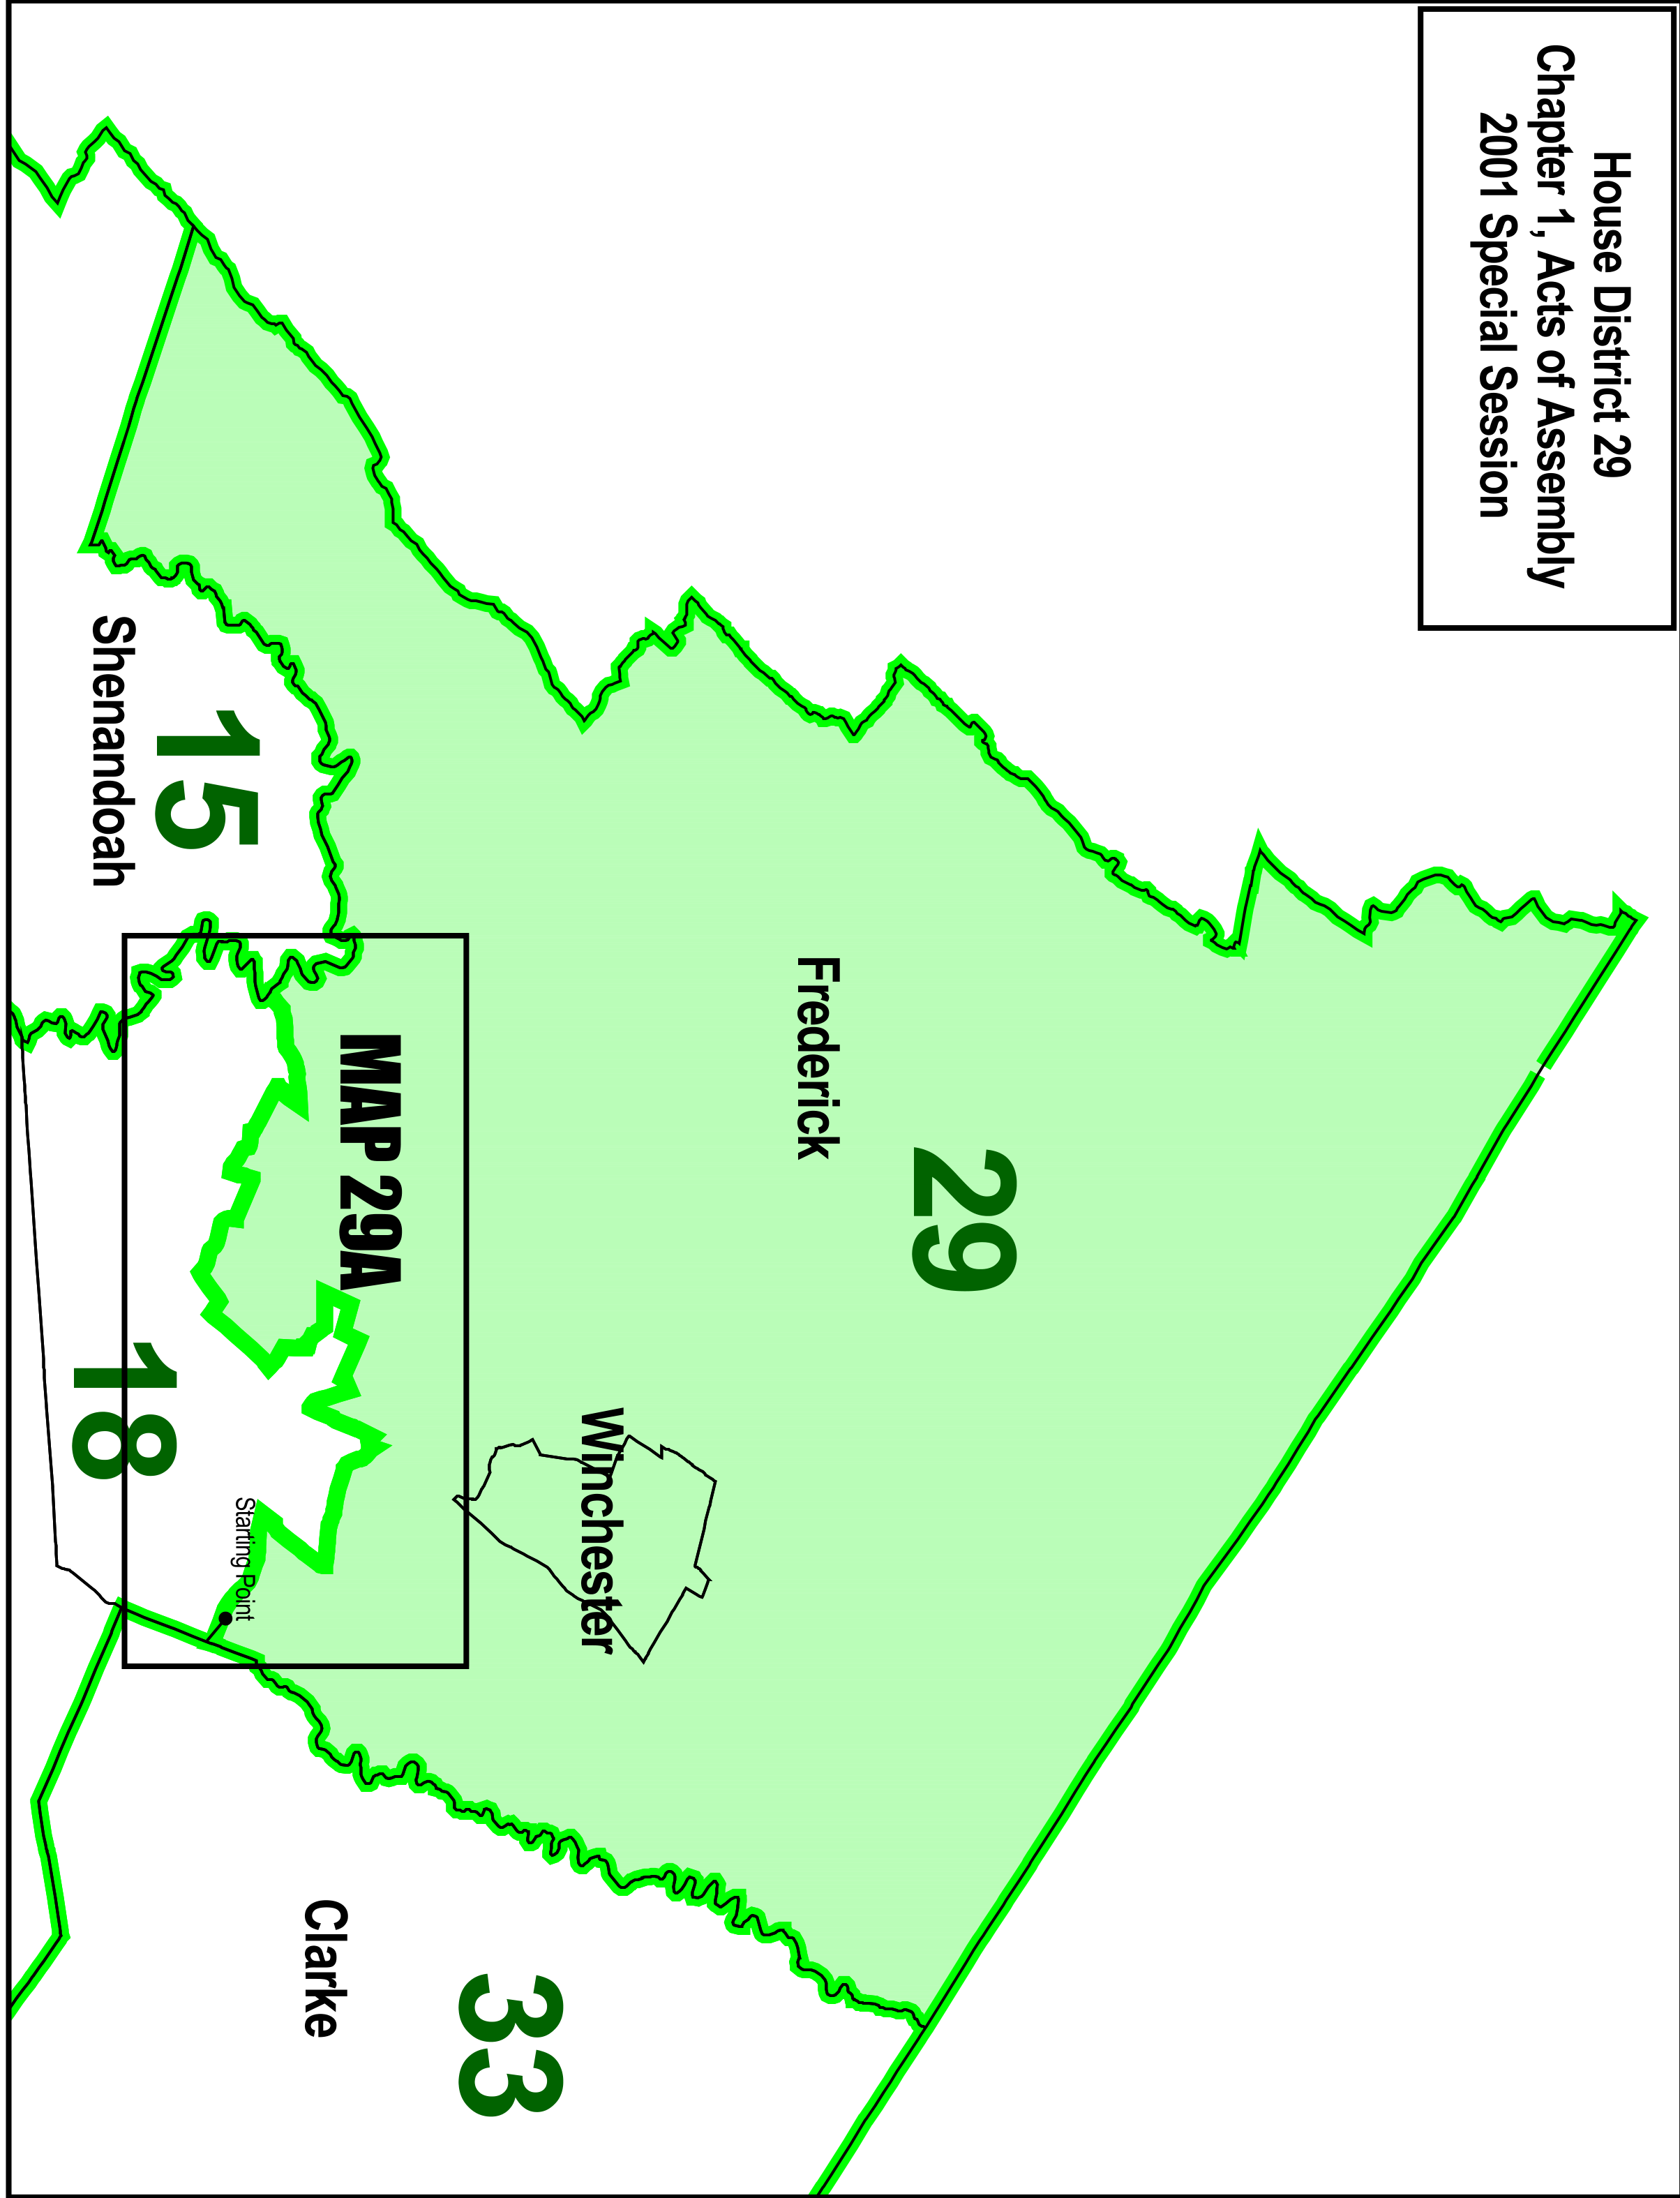 House District 29
Chapter 1, Acts of Assembly
2001 Special Session
29
Frederick
Winchester
33
Clarke
MAP 29A
Starting Point
15
Shenandoah
18